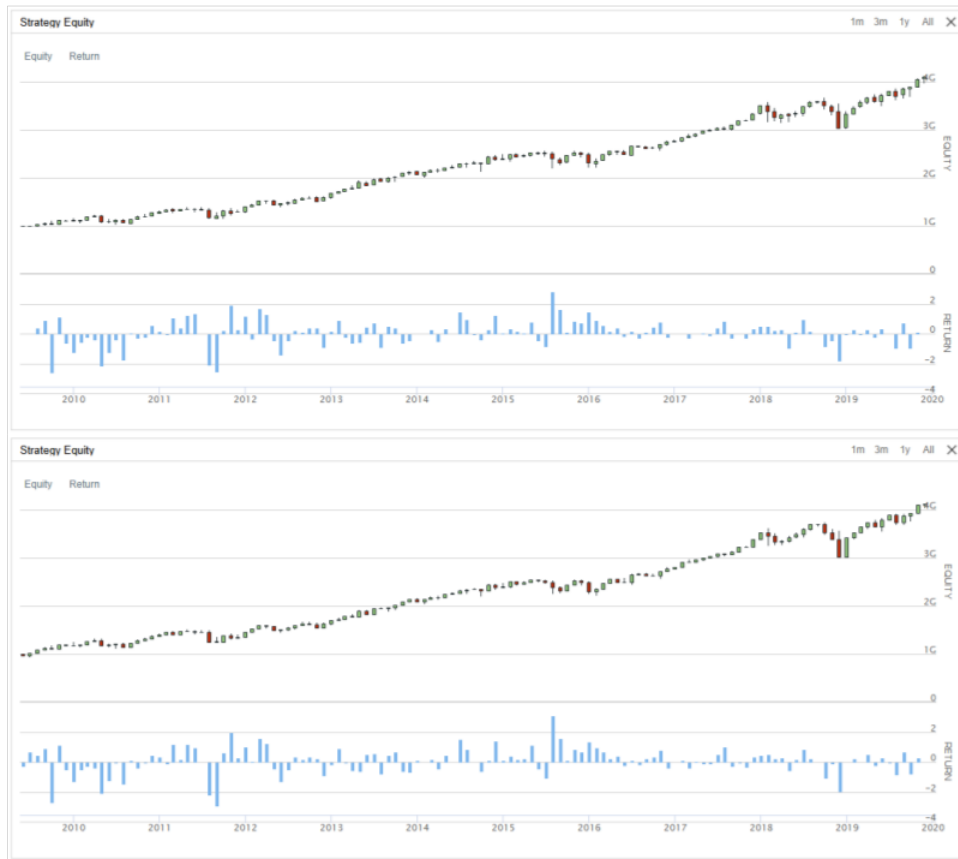 Strategy Equity 1m 3m 1y All ✕
Equity Return
4G
3G
EQUITY
2G
1G
0
2
0
RETURN
-2
-4
2010 2011 2012 2013 2014 2015 2016 2017 2018 2019 2020
Strategy Equity 1m 3m 1y All ✕
Equity Return
4G
3G
EQUITY
2G
1G
0
2
0
RETURN
-2
-4
2010 2011 2012 2013 2014 2015 2016 2017 2018 2019 2020